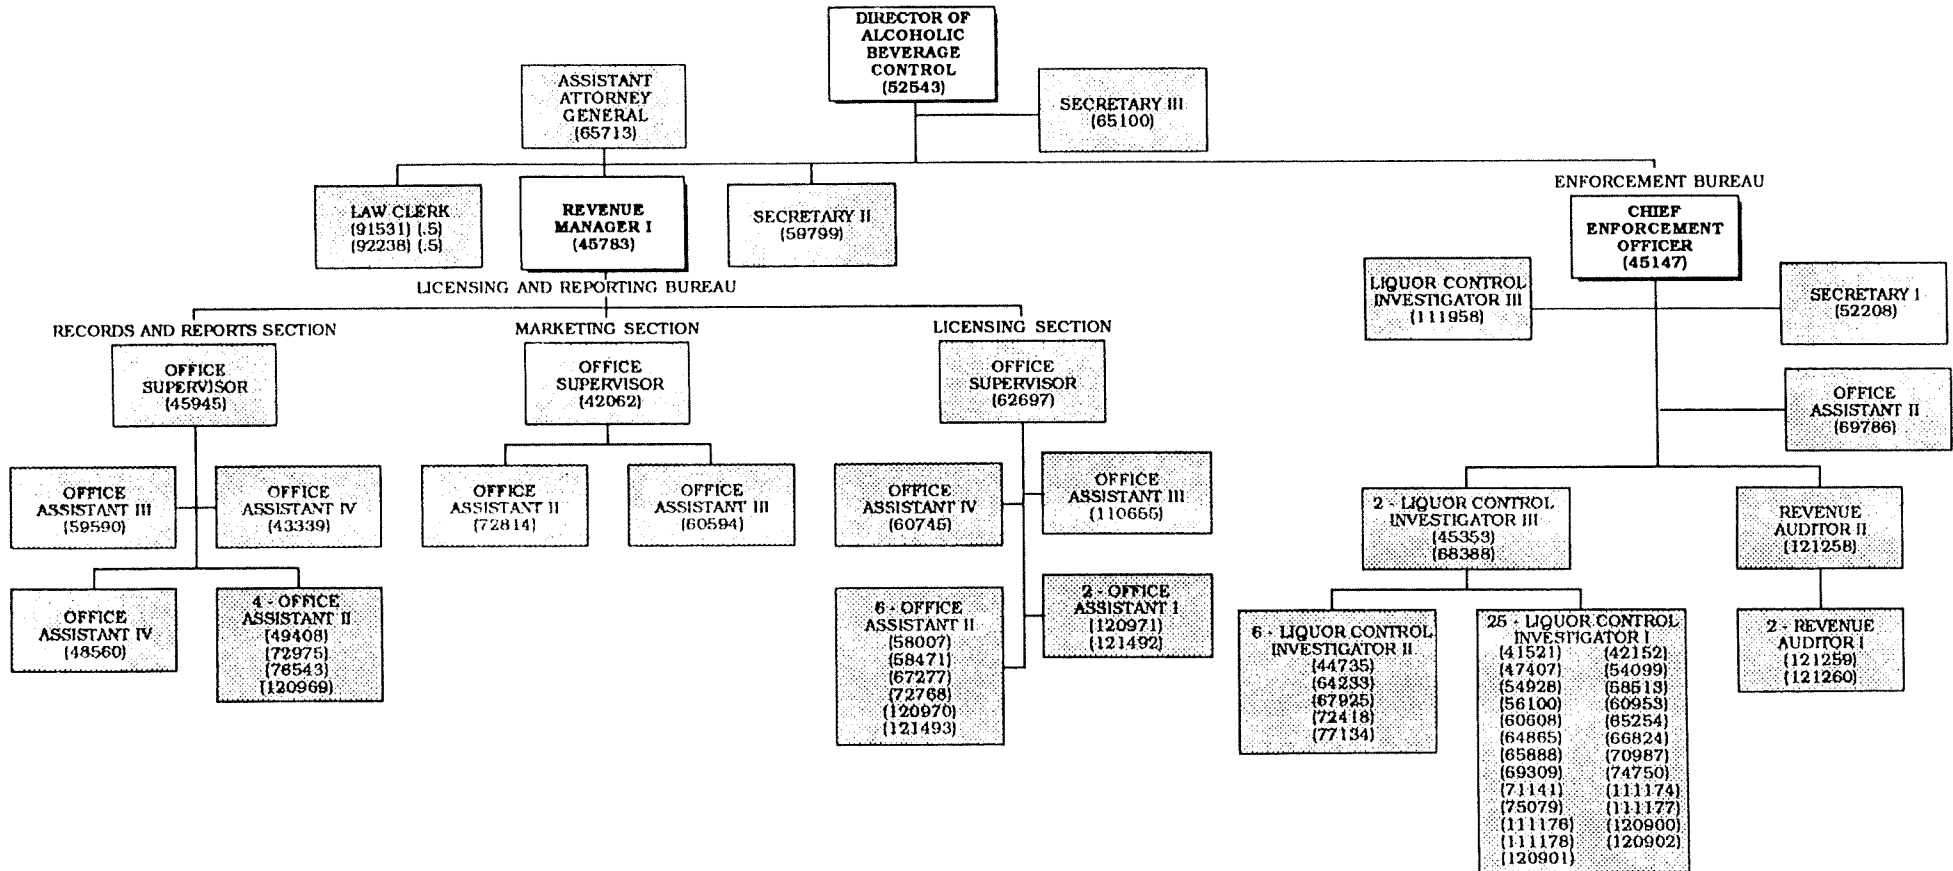 DIRECTOR OF
ALCOHOLIC
BEVERAGE
CONTROL
(52543)
ASSISTANT
ATTORNEY
GENERAL
(65713)
SECRETARY III
(65100)
LAW CLERK
(91531) (.5)
(92238) (.5)
REVENUE
MANAGER I
(45783)
SECRETARY II
(59799)
ENFORCEMENT BUREAU
CHIEF
ENFORCEMENT
OFFICER
(45147)
LIQUOR CONTROL
INVESTIGATOR III
(111958)
SECRETARY I
(52208)
OFFICE
ASSISTANT II
(69786)
LICENSING AND REPORTING BUREAU
RECORDS AND REPORTS SECTION
MARKETING SECTION
LICENSING SECTION
OFFICE
SUPERVISOR
(45945)
OFFICE
SUPERVISOR
(42062)
OFFICE
SUPERVISOR
(62697)
OFFICE
ASSISTANT III
(59590)
OFFICE
ASSISTANT IV
(43339)
OFFICE
ASSISTANT II
(72814)
OFFICE
ASSISTANT III
(60594)
OFFICE
ASSISTANT IV
(60745)
OFFICE
ASSISTANT III
(110655)
2 - LIQUOR CONTROL
INVESTIGATOR III
(45353)
(68388)
REVENUE
AUDITOR II
(121258)
OFFICE
ASSISTANT IV
(48560)
4 - OFFICE
ASSISTANT II
(49408)
(72975)
(76543)
(120969)
6 - OFFICE
ASSISTANT II
(58007)
(58471)
(67277)
(72768)
(120970)
(121493)
2 - OFFICE
ASSISTANT I
(120971)
(121492)
6 - LIQUOR CONTROL
INVESTIGATOR II
(44735)
(64233)
(67925)
(72418)
(77134)
25 - LIQUOR CONTROL
INVESTIGATOR I
(41521) (42152)
(47407) (54099)
(54928) (58513)
(56100) (60953)
(60608) (65254)
(64865) (66824)
(65888) (70987)
(69309) (74750)
(71141) (111174)
(75079) (111177)
(111176) (120900)
(111178) (120902)
(120901)
2 - REVENUE
AUDITOR I
(121259)
(121260)